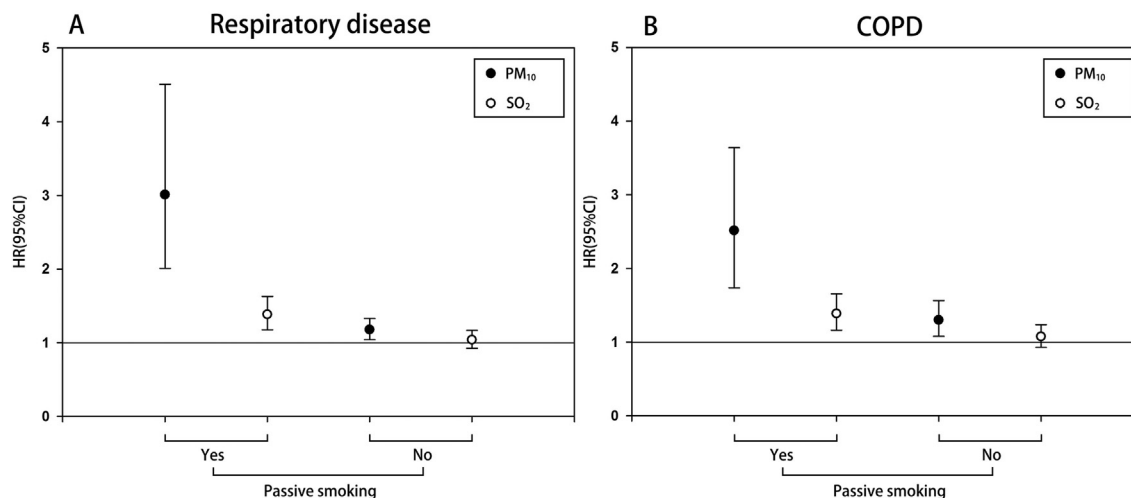 A Respiratory disease
5
4
3
2
1
0
HR(95%CI)
PM₁₀
SO₂
Yes No
Passive smoking
B COPD
5
4
3
2
1
0
HR(95%CI)
PM₁₀
SO₂
Yes No
Passive smoking